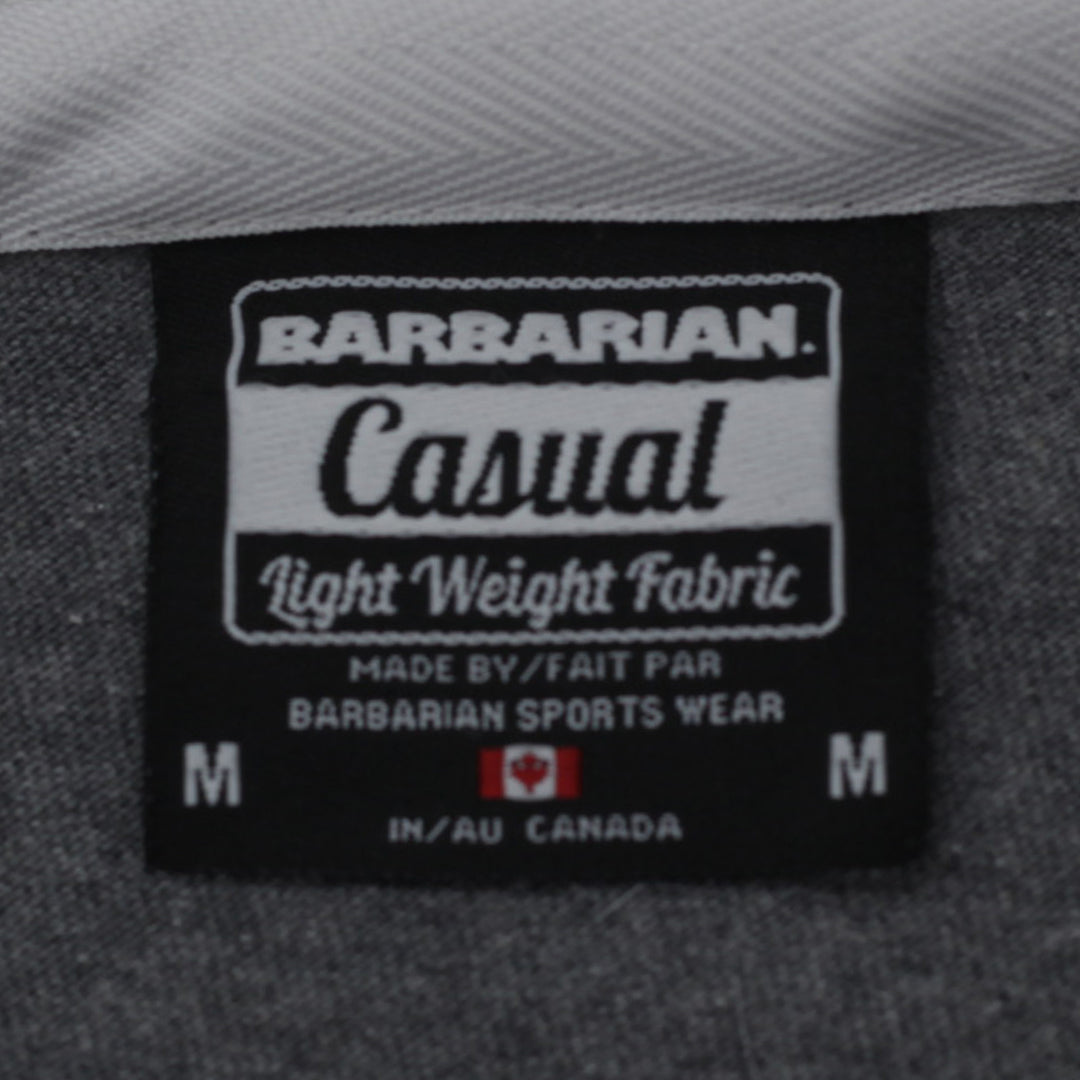 BARBARIAN.
Casual
Light Weight Fabric
MADE BY/FAIT PAR
BARBARIAN SPORTS WEAR
M M
IN/AU CANADA